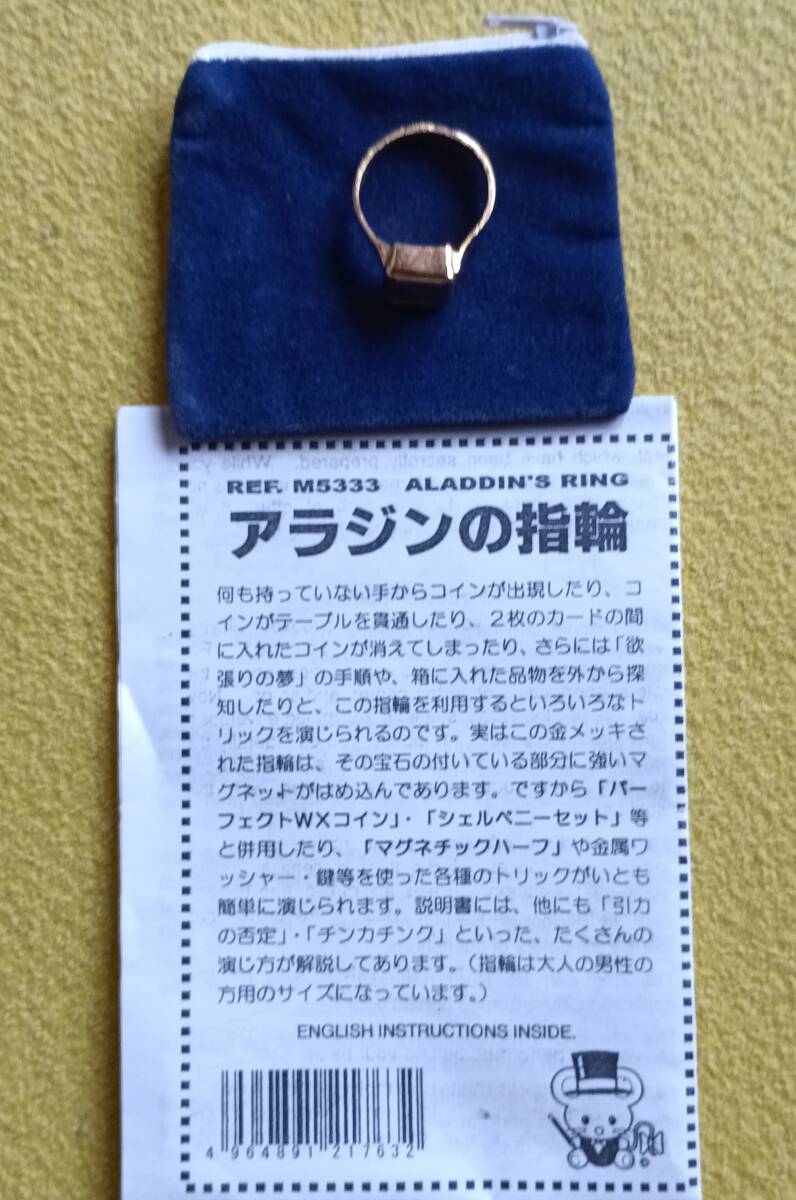 eat which have been secretly prepared. While yo
REF. M5333 ALADDIN'S RING
アラジンの指輪
何も持っていない手からコインが出現したり、コ
インがテーブルを貫通したり、2枚のカードの間
に入れたコインが消えてしまったり、さらには「欲
張りの夢」の手順や、箱に入れた品物を外から探
知したりと、この指輪を利用するといろいろなト
リックを演じられるのです。実はこの金メッキさ
れた指輪は、その宝石の付いている部分に強いマ
グネットがはめ込んであります。ですから「パー
フェクトWXコイン」・「シェルペニーセット」等
と併用したり、「マグネチックハーフ」や金属ワ
ッシャー・鍵等を使った各種のトリックがいとも
簡単に演じられます。説明書には、他にも「引力
の否定」・「チンカチンク」といった、たくさんの
演じ方が解説してあります。（指輪は大人の男性の
方用のサイズになっています。）
ENGLISH INSTRUCTIONS INSIDE.
4 964891 217632